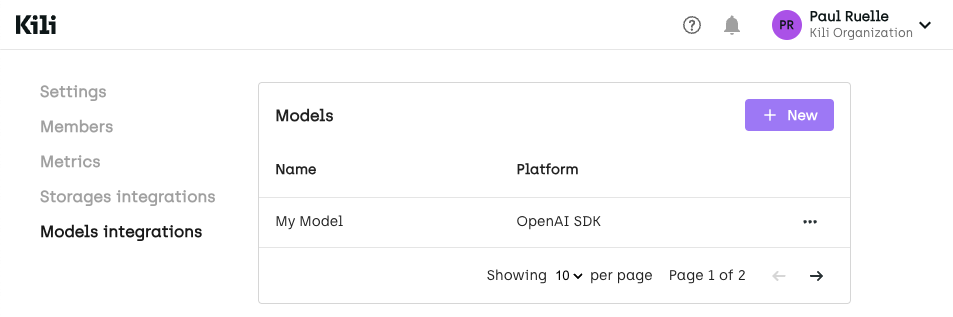 Kili
PR
Paul Ruelle
Kili Organization
Settings
Members
Metrics
Storages integrations
Models integrations
Models
+ New
Name Platform
My Model OpenAI SDK ...
Showing 10 per page Page 1 of 2 ← →